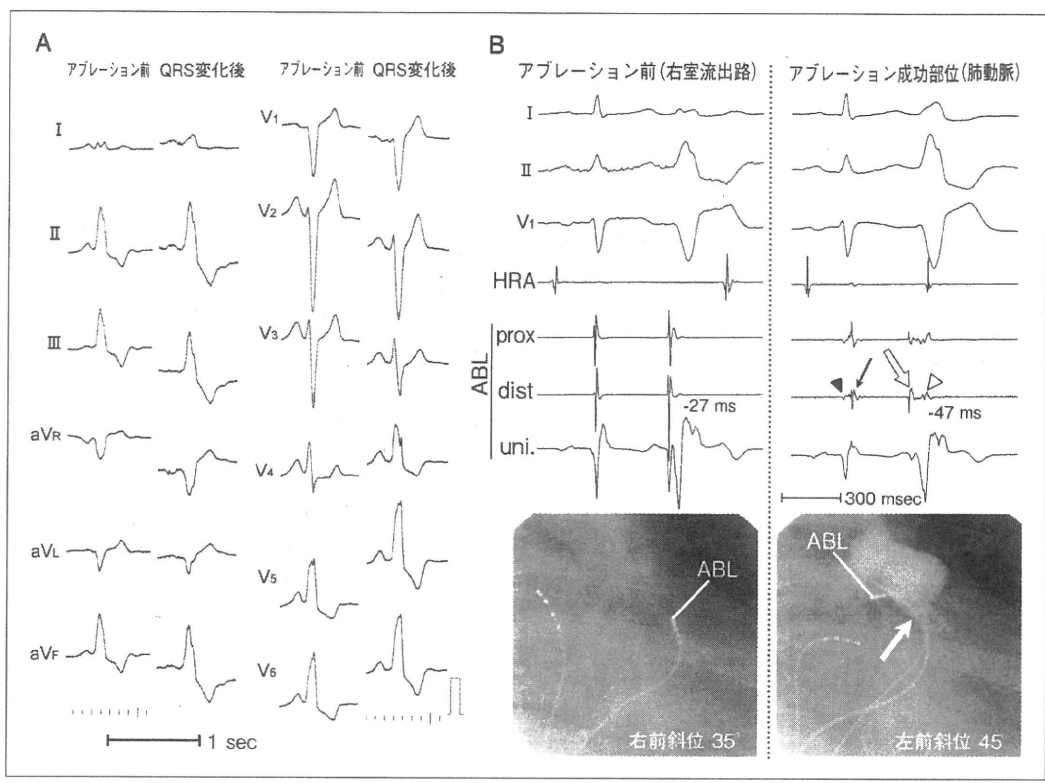 A
アブレーション前 QRS変化後 アブレーション前 QRS変化後
I
II
III
aVR
aVL
aVF
V1
V2
V3
V4
V5
V6
1 sec
B
アブレーション前(右室流出路)
アブレーション成功部位(肺動脈)
I
II
V1
HRA
ABL
prox
dist
uni.
-27 ms
-47 ms
300 msec
ABL
右前斜位 35°
ABL
左前斜位 45